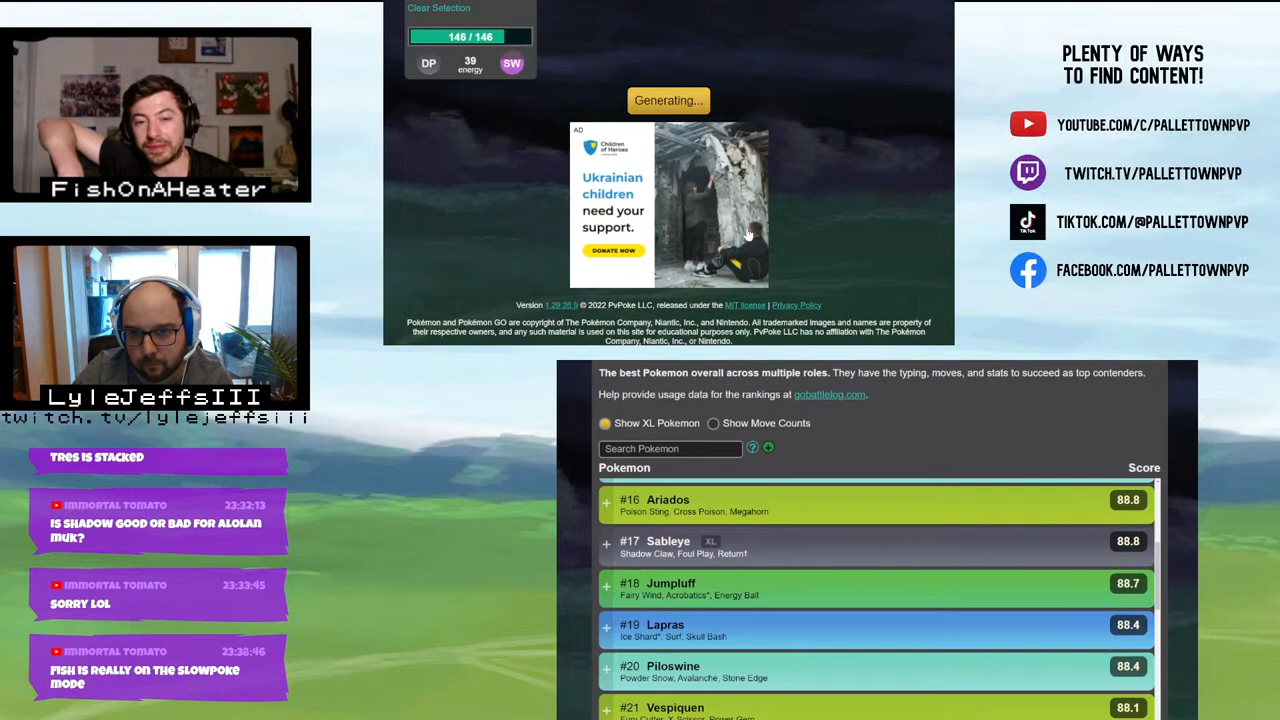 FishOnAHeater
LyleJeffsIII
twitch.tv/lylejeffsiii
TRES IS STACKED
IMMORTAL TOMATO 23:32:13
IS SHADOW GOOD OR BAD FOR ALOLAN
MUK?
IMMORTAL TOMATO 23:33:45
SORRY LOL
IMMORTAL TOMATO 23:38:46
FISH IS REALLY ON THE SLOWPOKE
MODE
Clear Selection
146 / 146
DP
39
energy
SW
Generating...
AD
Children
of Heroes
Ukrainian
children
need your
support.
DONATE NOW
Version 1.29.26.9 © 2022 PvPoke LLC, released under the MIT license | Privacy Policy
Pokémon and Pokémon GO are copyright of The Pokémon Company, Niantic, Inc., and Nintendo. All trademarked images and names are property of
their respective owners, and any such material is used on this site for educational purposes only. PvPoke LLC has no affiliation with The Pokémon
Company, Niantic, Inc., or Nintendo.
The best Pokemon overall across multiple roles. They have the typing, moves, and stats to succeed as top contenders.
Help provide usage data for the rankings at gobattlelog.com.
Show XL Pokemon
Show Move Counts
Search Pokemon
?
Pokemon Score
#16 Ariados 88.8
Poison Sting, Cross Poison, Megahorn
#17 Sableye XL 88.8
Shadow Claw, Foul Play, Return†
#18 Jumpluff 88.7
Fairy Wind, Acrobatics*, Energy Ball
#19 Lapras 88.4
Ice Shard*, Surf, Skull Bash
#20 Piloswine 88.4
Powder Snow, Avalanche, Stone Edge
#21 Vespiquen 88.1
Fury Cutter, X-Scissor, Power Gem
PLENTY OF WAYS
TO FIND CONTENT!
YOUTUBE.COM/C/PALLETTOWNPVP
TWITCH.TV/PALLETTOWNPVP
TikTok
TIKTOK.COM/@PALLETTOWNPVP
FACEBOOK.COM/PALLETTOWNPVP